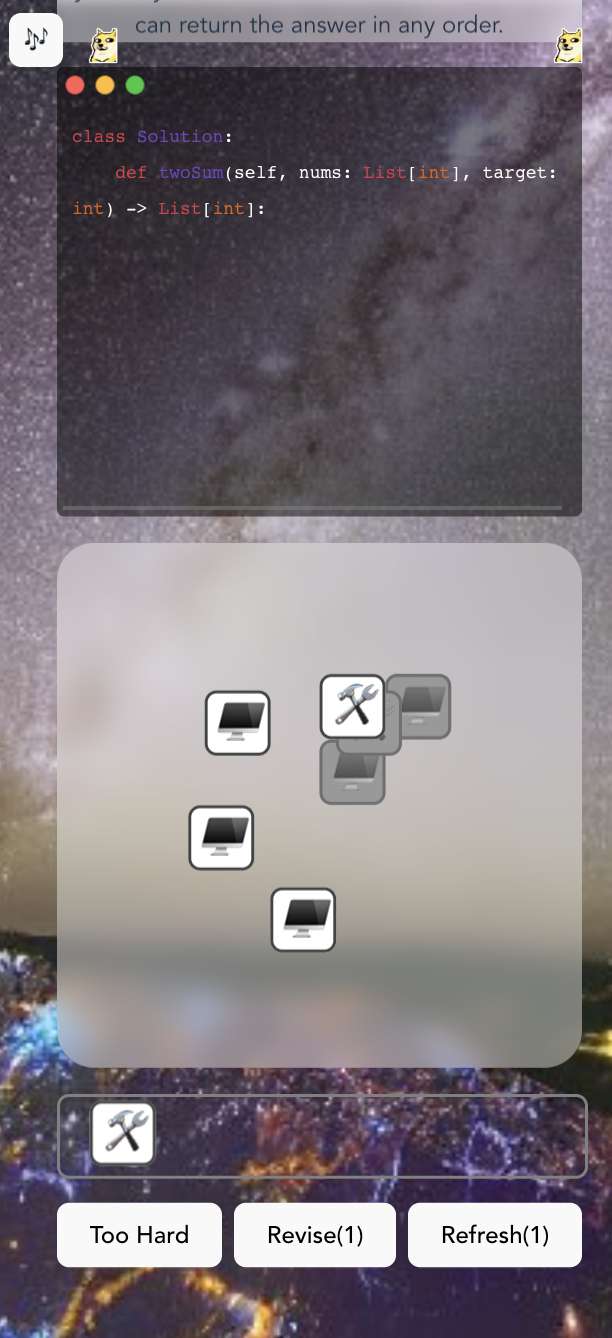 can return the answer in any order.
class Solution:
def twoSum(self, nums: List[int], target:
int) -> List[int]:
Too Hard
Revise(1)
Refresh(1)